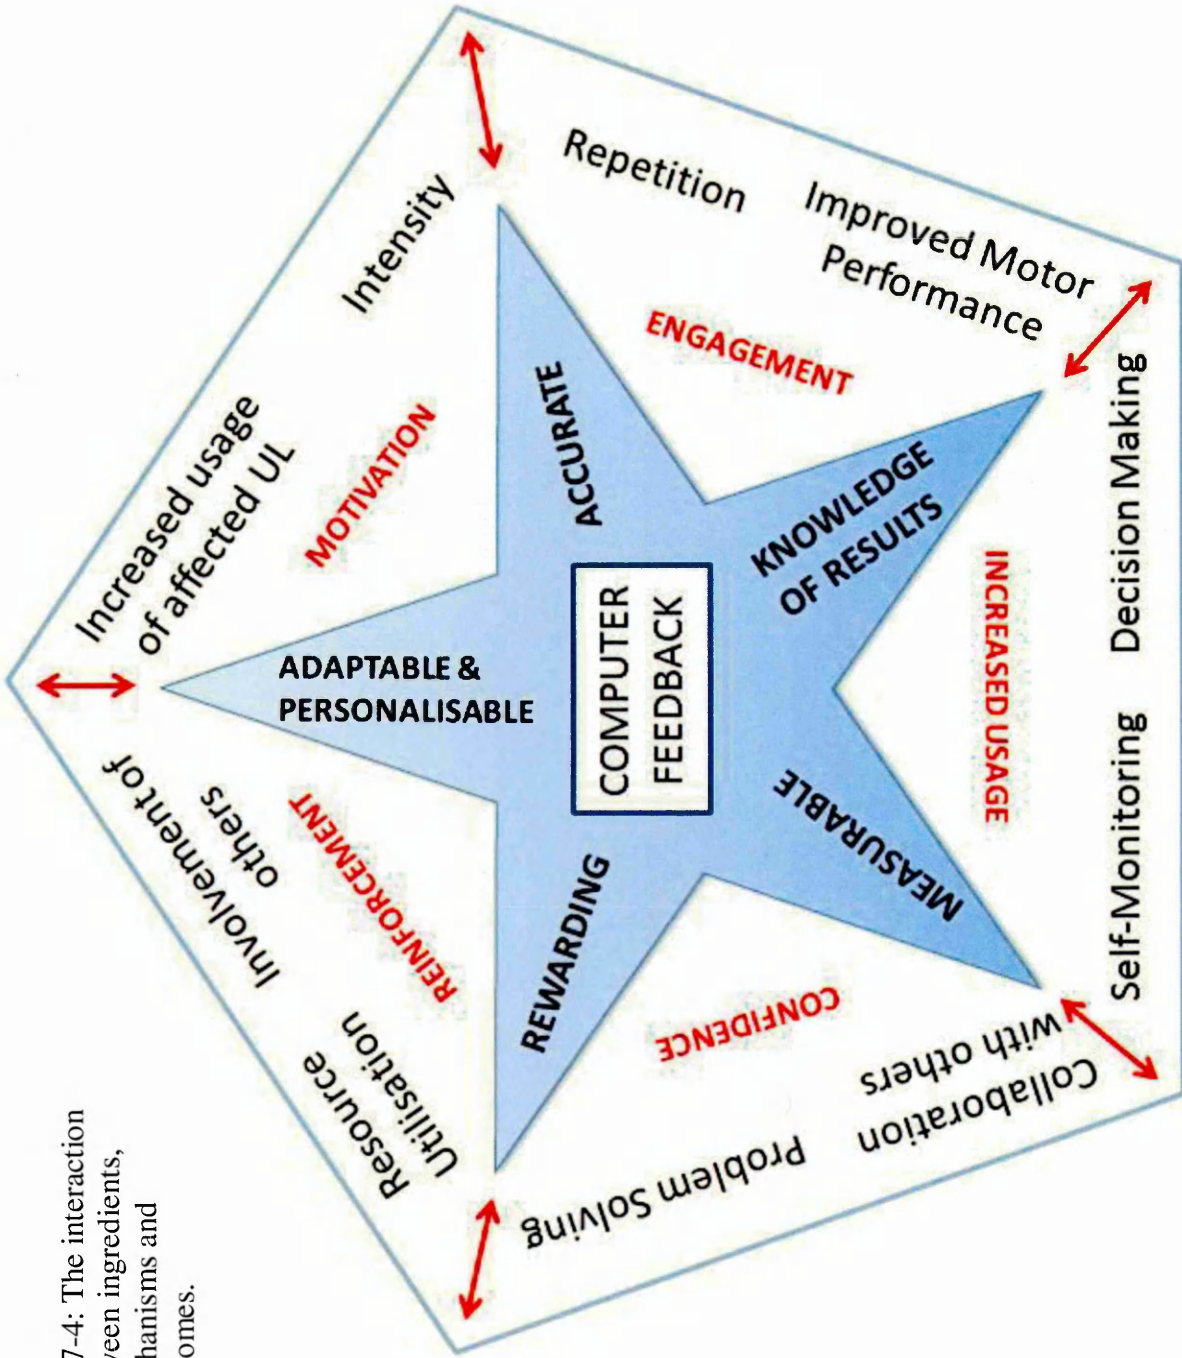 7-4: The interaction
veen ingredients,
hanisms and
omes.
Increased usage
of affected UL
Intensity
Repetition
Improved Motor
Performance
Decision Making
Self-Monitoring
Collaboration
with others
Problem Solving
Resource
Utilisation
Involvement of
others
MOTIVATION
ENGAGEMENT
INCREASED USAGE
CONFIDENCE
REINFORCEMENT
ADAPTABLE &
PERSONALISABLE
ACCURATE
KNOWLEDGE
OF RESULTS
MEASURABLE
REWARDING
COMPUTER
FEEDBACK